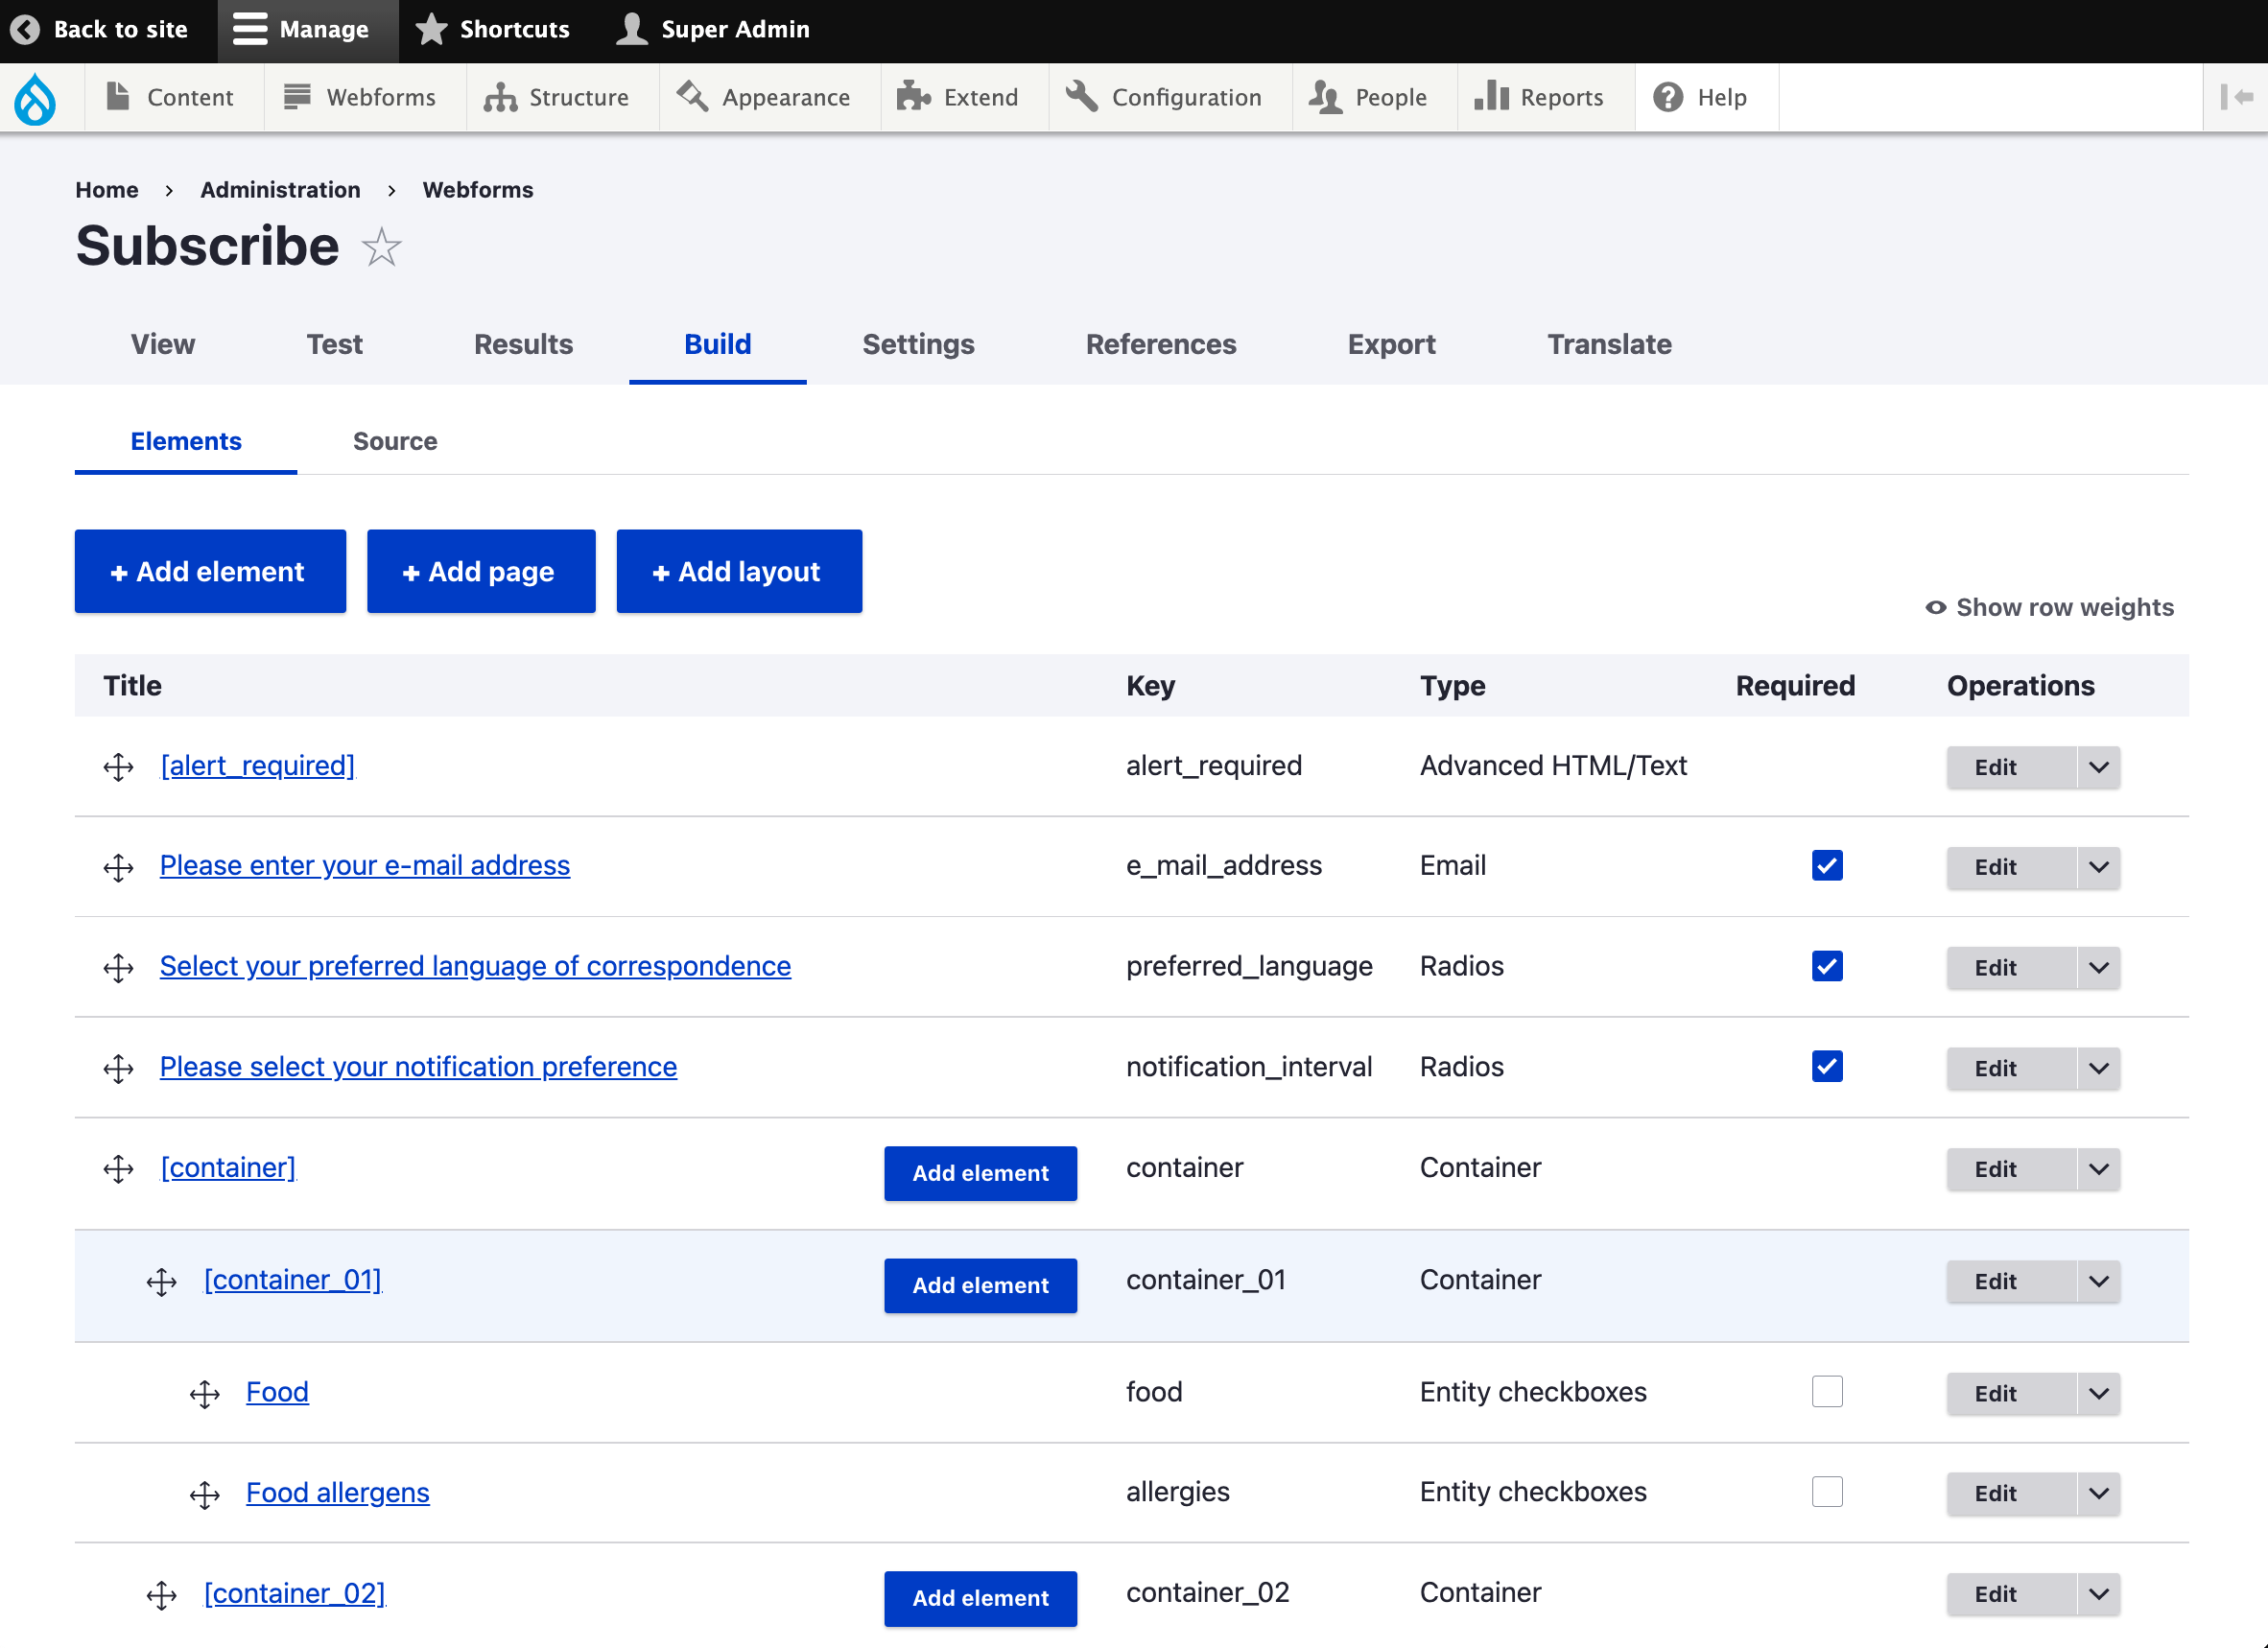 Back to site Manage Shortcuts Super Admin
Content Webforms Structure Appearance Extend Configuration People Reports Help
Home › Administration › Webforms
Subscribe
View Test Results Build Settings References Export Translate
Elements Source
+ Add element + Add page + Add layout
Show row weights
Title Key Type Required Operations
[alert_required] alert_required Advanced HTML/Text Edit
Please enter your e-mail address e_mail_address Email Edit
Select your preferred language of correspondence preferred_language Radios Edit
Please select your notification preference notification_interval Radios Edit
[container] Add element container Container Edit
[container_01] Add element container_01 Container Edit
Food food Entity checkboxes Edit
Food allergens allergies Entity checkboxes Edit
[container_02] Add element container_02 Container Edit